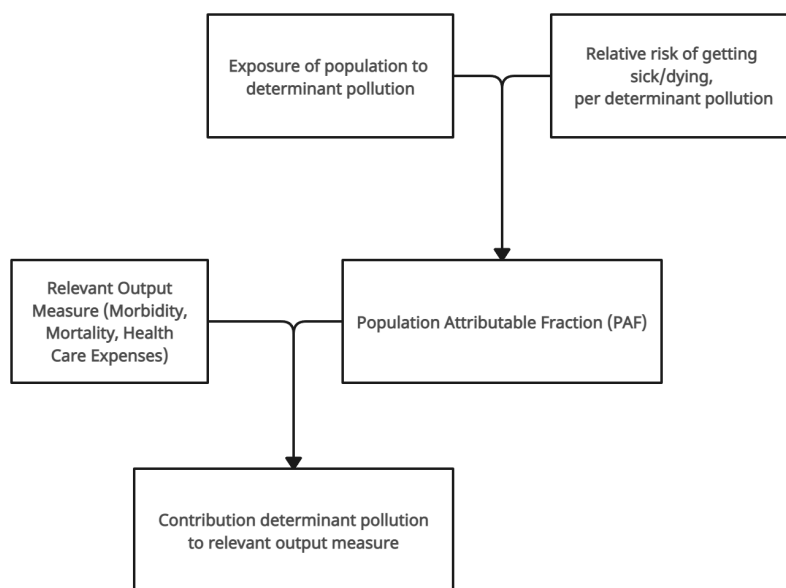 Exposure of population to
determinant pollution
Relative risk of getting
sick/dying,
per determinant pollution
Relevant Output
Measure (Morbidity,
Mortality, Health
Care Expenses)
Population Attributable Fraction (PAF)
Contribution determinant pollution
to relevant output measure